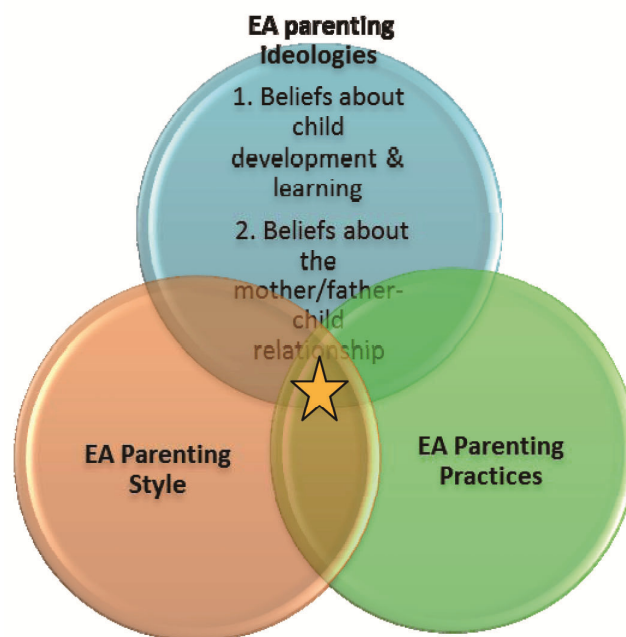 EA parenting
Ideologies
1. Beliefs about
child
development &
learning
2. Beliefs about
the
mother/father-
child
relationship
EA Parenting
Style
EA Parenting
Practices